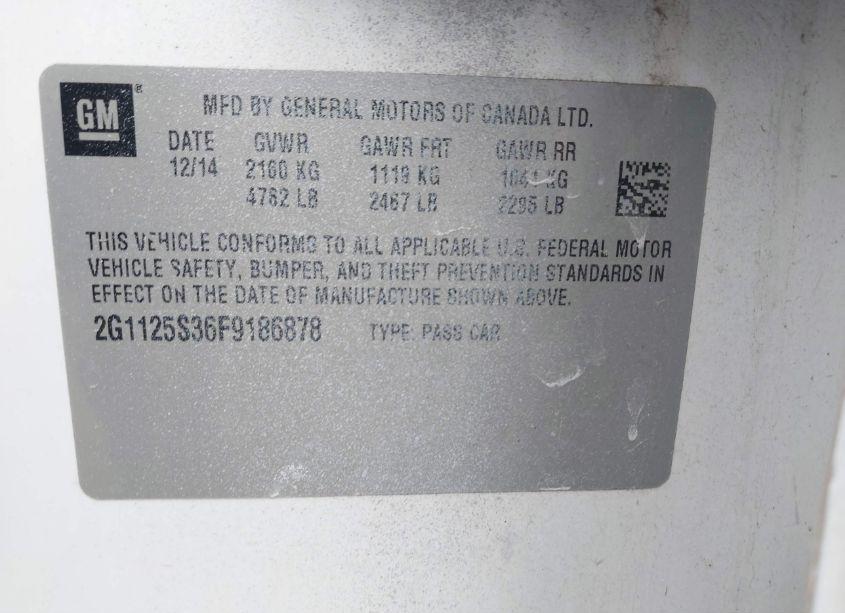 GM
MFD BY GENERAL MOTORS OF CANADA LTD.
DATE GVWR GAWR FRT GAWR RR
12/14 2160 KG 1119 KG 1041 KG
4762 LB 2467 LB 2295 LB
THIS VEHICLE CONFORMS TO ALL APPLICABLE U.S. FEDERAL MOTOR
VEHICLE SAFETY, BUMPER, AND THEFT PREVENTION STANDARDS IN
EFFECT ON THE DATE OF MANUFACTURE SHOWN ABOVE.
2G1125S36F9186878 TYPE: PASS CAR